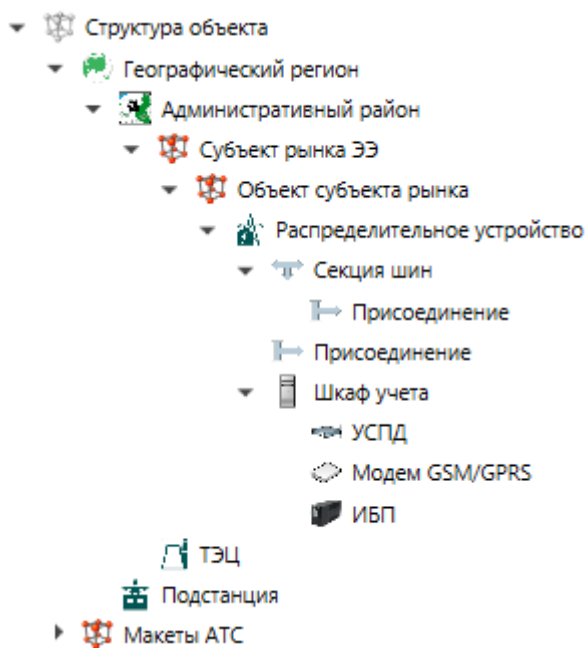 Структура объекта
Географический регион
Административный район
Субъект рынка ЭЭ
Объект субъекта рынка
Распределительное устройство
Секция шин
Присоединение
Присоединение
Шкаф учета
УСПД
Модем GSM/GPRS
ИБП
ТЭЦ
Подстанция
Макеты АТС